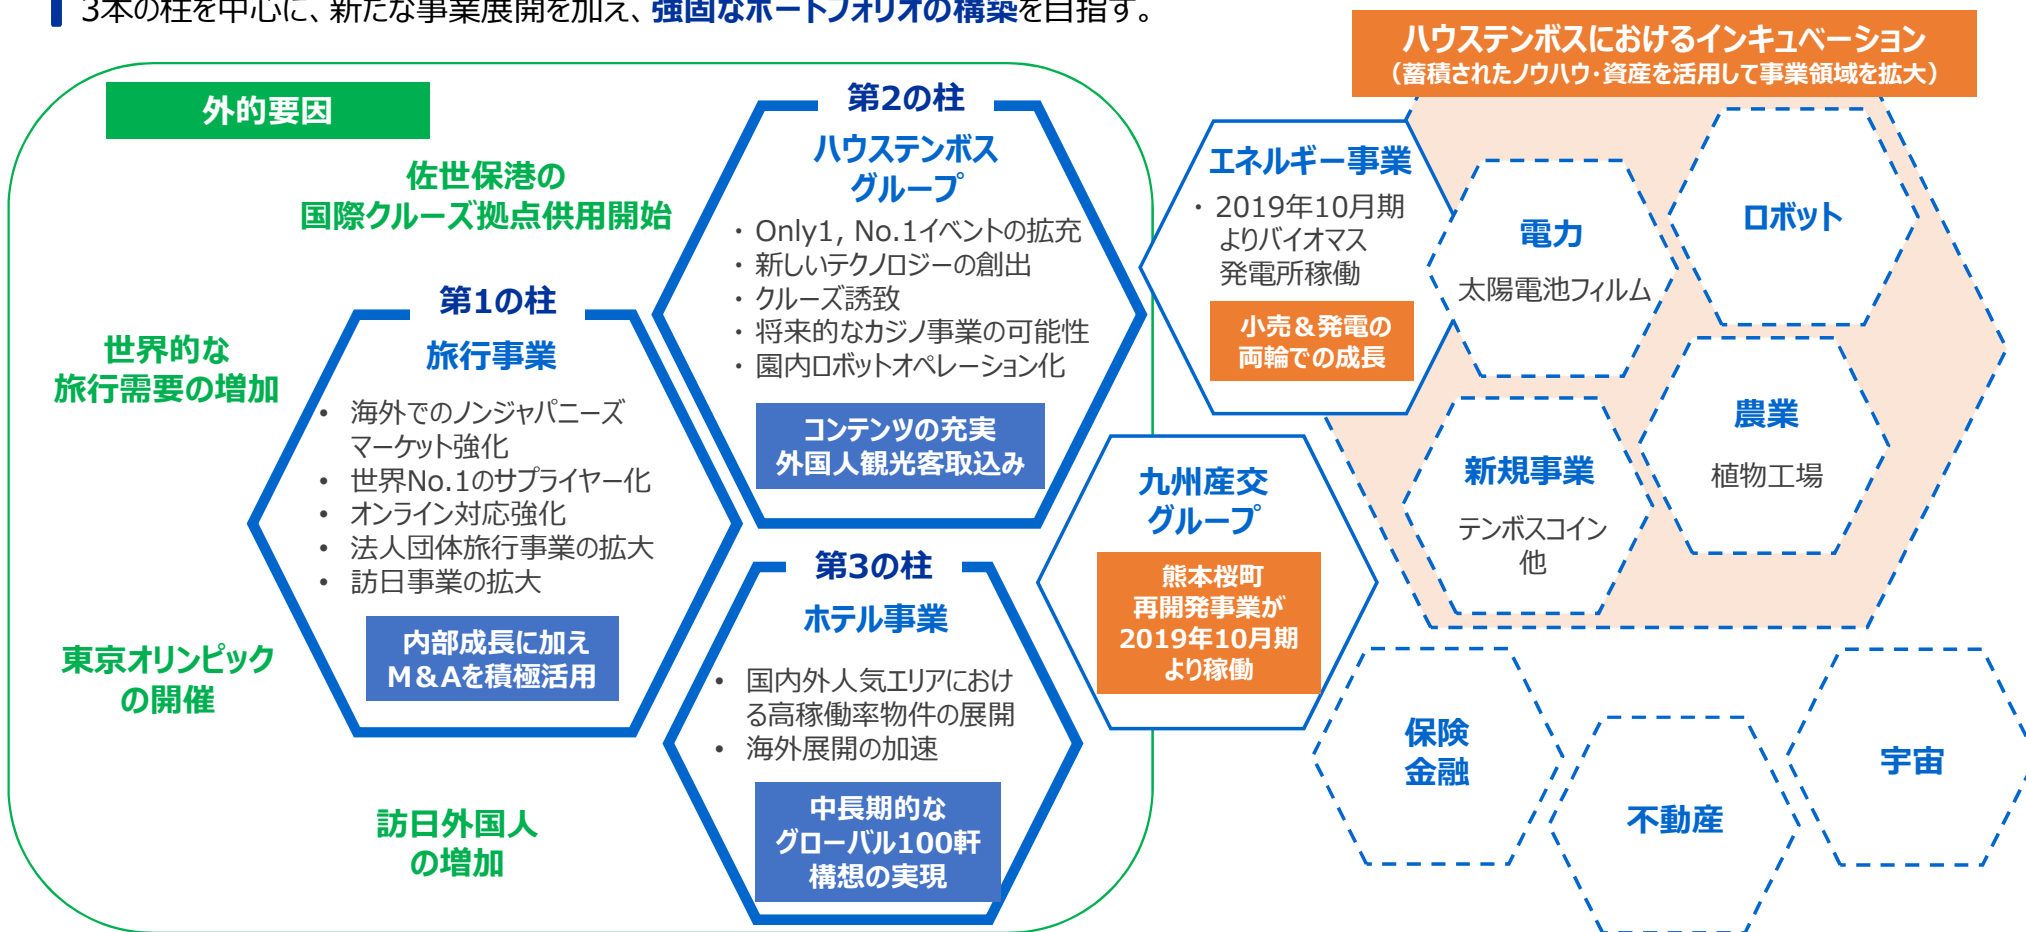 3本の柱を中心に、新たな事業展開を加え、強固なポートフォリオの構築を目指す。
外的要因
佐世保港の
国際クルーズ拠点供用開始
世界的な
旅行需要の増加
東京オリンピック
の開催
訪日外国人
の増加
第1の柱
旅行事業
• 海外でのノンジャパニーズ
マーケット強化
• 世界No.1のサプライヤー化
• オンライン対応強化
• 法人団体旅行事業の拡大
• 訪日事業の拡大
内部成長に加え
M&Aを積極活用
第2の柱
ハウステンボス
グループ
・Only1, No.1イベントの拡充
・新しいテクノロジーの創出
・クルーズ誘致
・将来的なカジノ事業の可能性
・園内ロボットオペレーション化
コンテンツの充実
外国人観光客取込み
第3の柱
ホテル事業
• 国内外人気エリアにおけ
る高稼働率物件の展開
• 海外展開の加速
中長期的な
グローバル100軒
構想の実現
エネルギー事業
・2019年10月期
よりバイオマス
発電所稼働
小売&発電の
両輪での成長
九州産交
グループ
熊本桜町
再開発事業が
2019年10月期
より稼働
ハウステンボスにおけるインキュベーション
(蓄積されたノウハウ・資産を活用して事業領域を拡大)
電力
太陽電池フィルム
ロボット
新規事業
テンボスコイン
他
農業
植物工場
保険
金融
不動産
宇宙